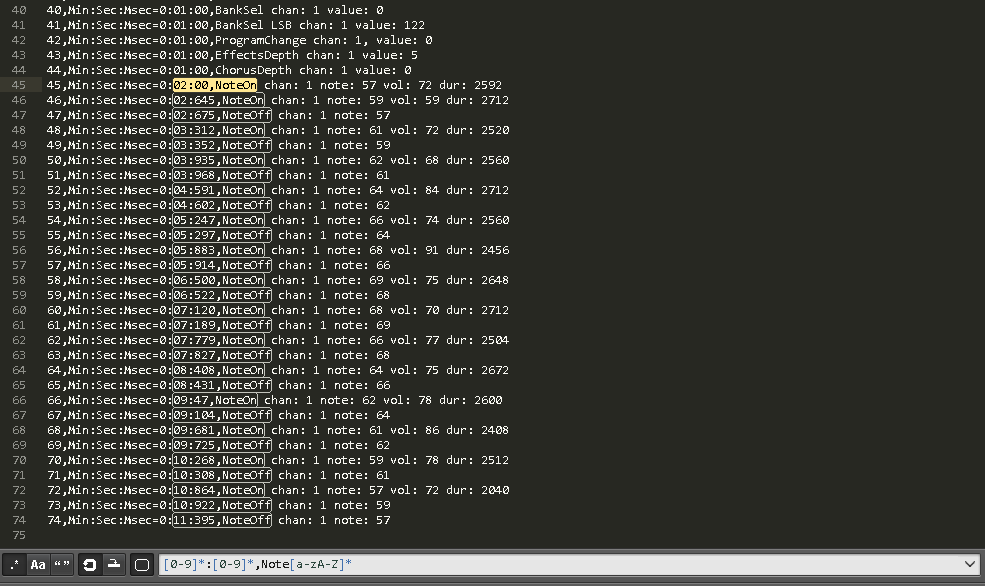 40 40,Min:Sec:Msec=0:01:00,BankSel chan: 1 value: 0
41 41,Min:Sec:Msec=0:01:00,BankSel LSB chan: 1 value: 122
42 42,Min:Sec:Msec=0:01:00,ProgramChange chan: 1, value: 0
43 43,Min:Sec:Msec=0:01:00,EffectsDepth chan: 1 value: 5
44 44,Min:Sec:Msec=0:01:00,ChorusDepth chan: 1 value: 0
45 45,Min:Sec:Msec=0:02:00,NoteOn chan: 1 note: 57 vol: 72 dur: 2592
46 46,Min:Sec:Msec=0:02:645,NoteOn chan: 1 note: 59 vol: 59 dur: 2712
47 47,Min:Sec:Msec=0:02:675,NoteOff chan: 1 note: 57
48 48,Min:Sec:Msec=0:03:312,NoteOn chan: 1 note: 61 vol: 72 dur: 2520
49 49,Min:Sec:Msec=0:03:352,NoteOff chan: 1 note: 59
50 50,Min:Sec:Msec=0:03:935,NoteOn chan: 1 note: 62 vol: 68 dur: 2560
51 51,Min:Sec:Msec=0:03:968,NoteOff chan: 1 note: 61
52 52,Min:Sec:Msec=0:04:591,NoteOn chan: 1 note: 64 vol: 84 dur: 2712
53 53,Min:Sec:Msec=0:04:602,NoteOff chan: 1 note: 62
54 54,Min:Sec:Msec=0:05:247,NoteOn chan: 1 note: 66 vol: 74 dur: 2560
55 55,Min:Sec:Msec=0:05:297,NoteOff chan: 1 note: 64
56 56,Min:Sec:Msec=0:05:883,NoteOn chan: 1 note: 68 vol: 91 dur: 2456
57 57,Min:Sec:Msec=0:05:914,NoteOff chan: 1 note: 66
58 58,Min:Sec:Msec=0:06:500,NoteOn chan: 1 note: 69 vol: 75 dur: 2648
59 59,Min:Sec:Msec=0:06:522,NoteOff chan: 1 note: 68
60 60,Min:Sec:Msec=0:07:120,NoteOn chan: 1 note: 68 vol: 70 dur: 2712
61 61,Min:Sec:Msec=0:07:189,NoteOff chan: 1 note: 69
62 62,Min:Sec:Msec=0:07:779,NoteOn chan: 1 note: 66 vol: 77 dur: 2504
63 63,Min:Sec:Msec=0:07:827,NoteOff chan: 1 note: 68
64 64,Min:Sec:Msec=0:08:408,NoteOn chan: 1 note: 64 vol: 75 dur: 2672
65 65,Min:Sec:Msec=0:08:431,NoteOff chan: 1 note: 66
66 66,Min:Sec:Msec=0:09:47,NoteOn chan: 1 note: 62 vol: 78 dur: 2600
67 67,Min:Sec:Msec=0:09:104,NoteOff chan: 1 note: 64
68 68,Min:Sec:Msec=0:09:681,NoteOn chan: 1 note: 61 vol: 86 dur: 2408
69 69,Min:Sec:Msec=0:09:725,NoteOff chan: 1 note: 62
70 70,Min:Sec:Msec=0:10:268,NoteOn chan: 1 note: 59 vol: 78 dur: 2512
71 71,Min:Sec:Msec=0:10:308,NoteOff chan: 1 note: 61
72 72,Min:Sec:Msec=0:10:864,NoteOn chan: 1 note: 57 vol: 72 dur: 2040
73 73,Min:Sec:Msec=0:10:922,NoteOff chan: 1 note: 59
74 74,Min:Sec:Msec=0:11:395,NoteOff chan: 1 note: 57
75
.* Aa “” [0-9]*:[0-9]*,Note[a-zA-Z]*